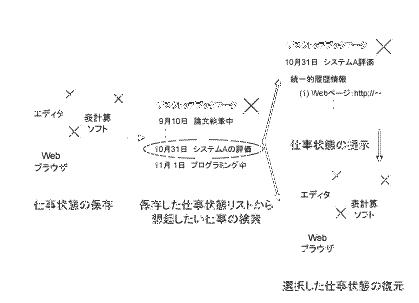 10月31日 システムA評価
統一的履歴情報
(1) Webページ:http://～
エディタ
表計算
ソフト
Web
ブラウザ
9月10日 論文執筆中
10月31日 システムAの評価
11月 1日 プログラミング中
仕事状態の提示
仕事状態の保存
保存した仕事状態リストから
想起したい仕事の検索
エディタ
表計算
ソフト
Web
ブラウザ
選択した仕事状態の復元